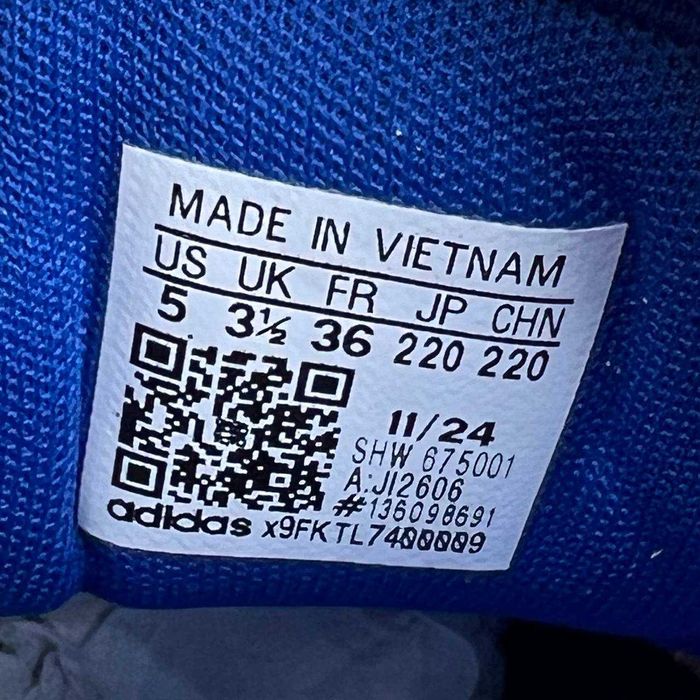 MADE IN VIETNAM
US UK FR JP CHN
5 3½ 36 220 220
11/24
SHW 675001
A:JI2606
#136098691
adidas X9FKTL7400009